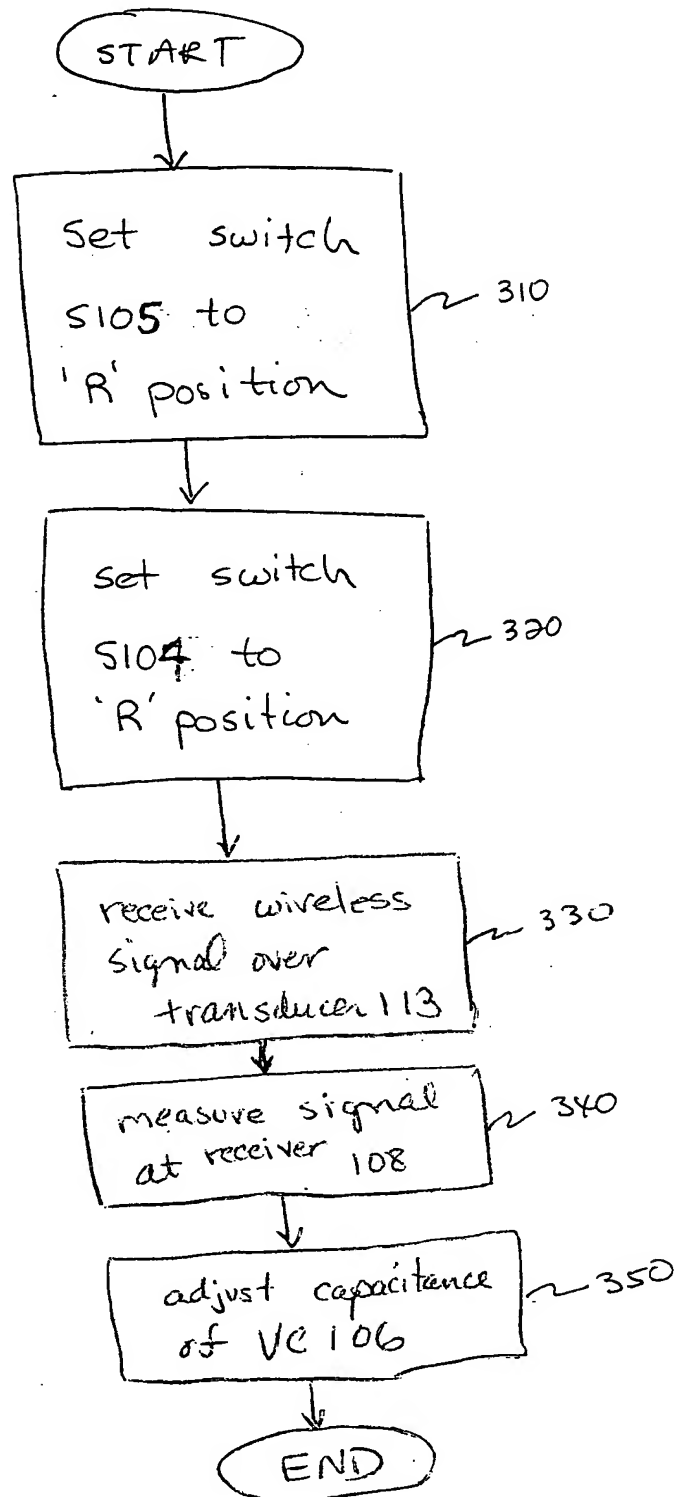 START
Set switch
S105 to
'R' position
310
set switch
S104 to
'R' position
320
receive wireless
signal over
transducer 113
330
measure signal
at receiver 108
340
adjust capacitance
of VC 106
350
END